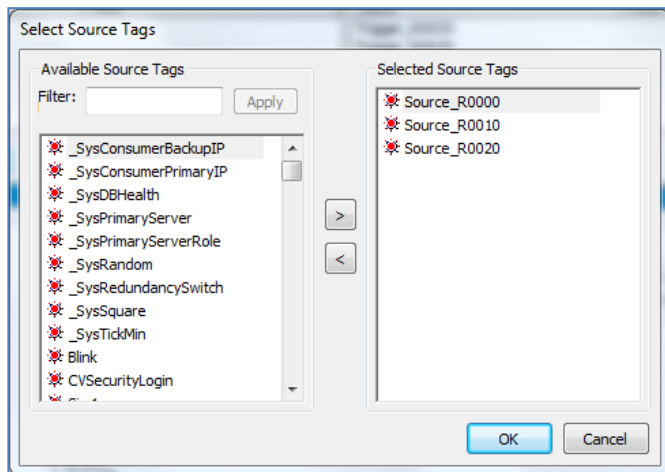 Select Source Tags
Available Source Tags
Filter:
Apply
_SysConsumerBackupIP
_SysConsumerPrimaryIP
_SysDBHealth
_SysPrimaryServer
_SysPrimaryServerRole
_SysRandom
_SysRedundancySwitch
_SysSquare
_SysTickMin
Blink
CVSecurityLogin
>
<
Selected Source Tags
Source_R0000
Source_R0010
Source_R0020
OK
Cancel